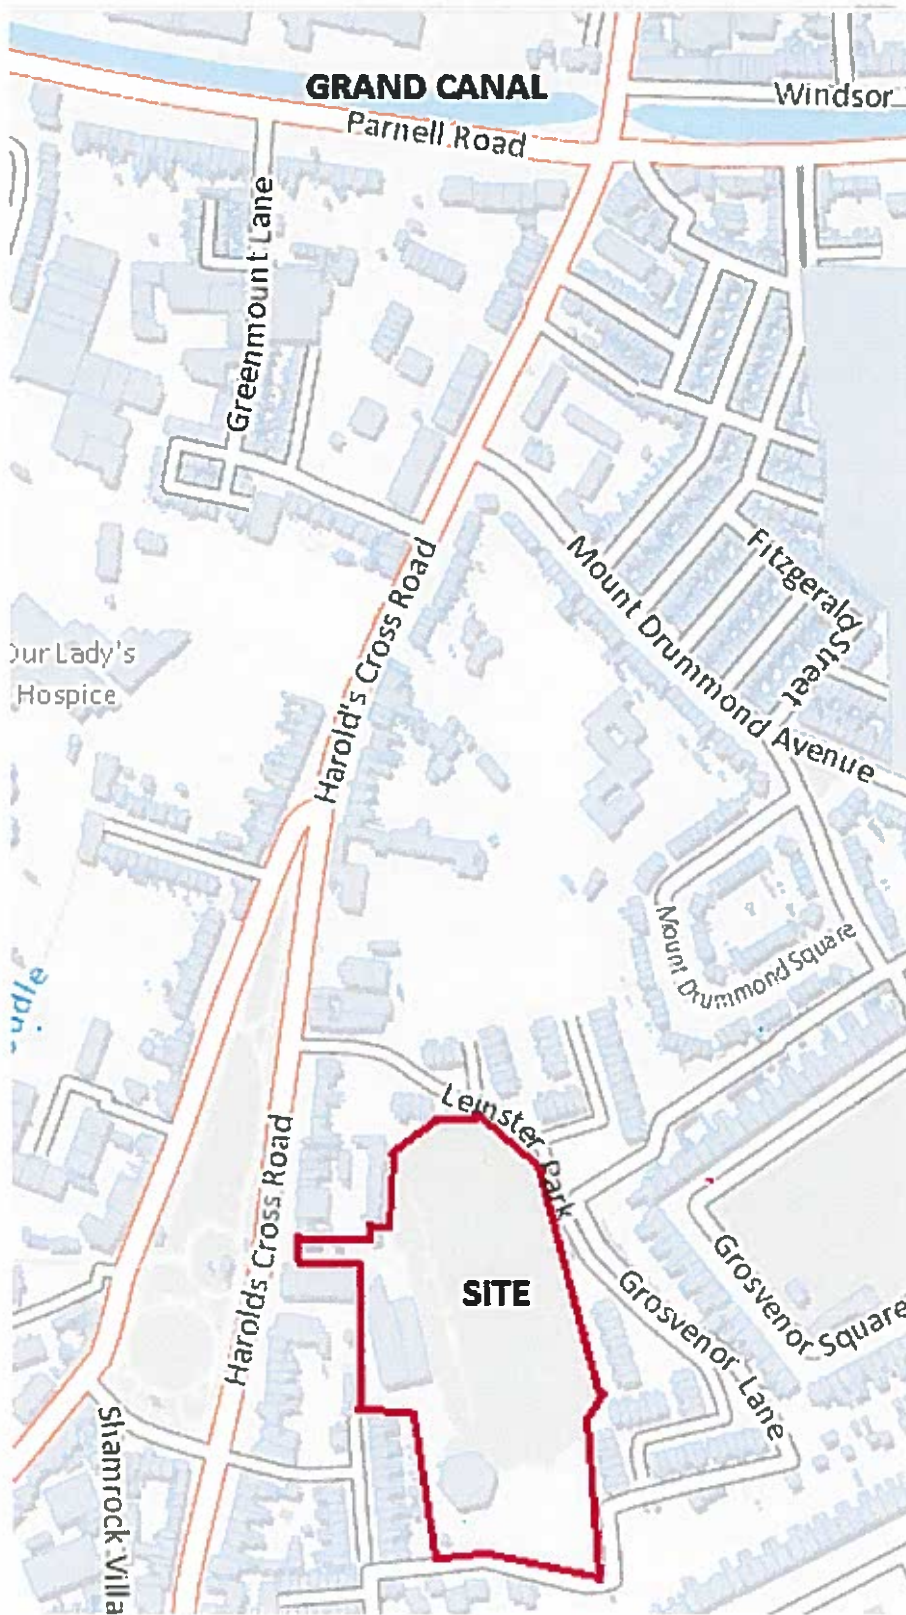 GRAND CANAL
Windsor
Parnell Road
Greenmount Lane
Fitzgerald
Street
Mount Drummond Avenue
Harold's Cross Road
Our Lady's
Hospice
Mount Drummond Square
Leinster Park
Harolds Cross Road
SITE
Grosvenor Square
Grosvenor Lane
Shamrock Villa